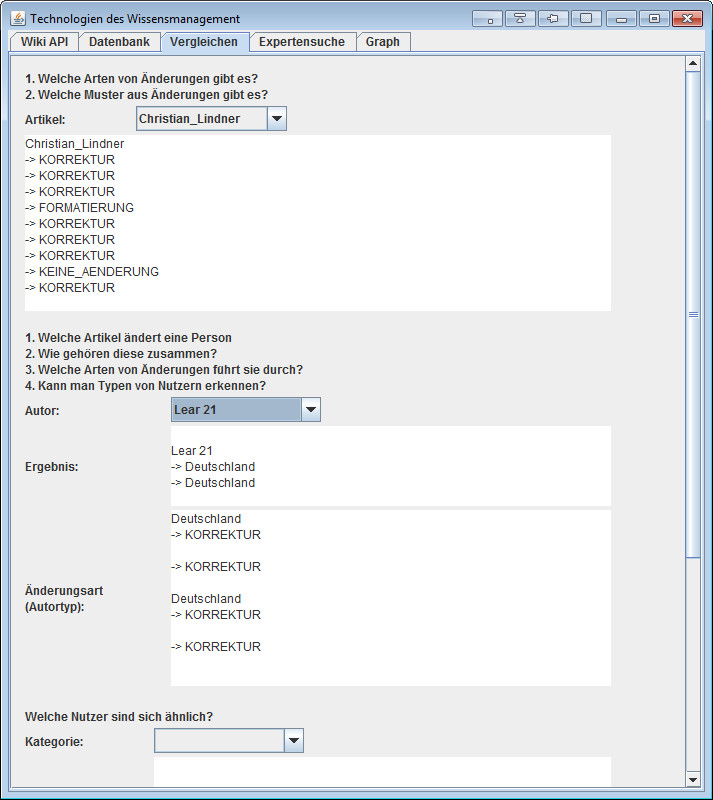 Technologien des Wissensmanagement
Wiki API Datenbank Vergleichen Expertensuche Graph
1. Welche Arten von Änderungen gibt es?
2. Welche Muster aus Änderungen gibt es?
Artikel: Christian_Lindner
Christian_Lindner
-> KORREKTUR
-> KORREKTUR
-> KORREKTUR
-> FORMATIERUNG
-> KORREKTUR
-> KORREKTUR
-> KORREKTUR
-> KEINE_AENDERUNG
-> KORREKTUR
1. Welche Artikel ändert eine Person
2. Wie gehören diese zusammen?
3. Welche Arten von Änderungen führt sie durch?
4. Kann man Typen von Nutzern erkennen?
Autor: Lear 21
Lear 21
Ergebnis: -> Deutschland
-> Deutschland
Deutschland
-> KORREKTUR
-> KORREKTUR
Änderungsart
(Autortyp):
Deutschland
-> KORREKTUR
-> KORREKTUR
Welche Nutzer sind sich ähnlich?
Kategorie: